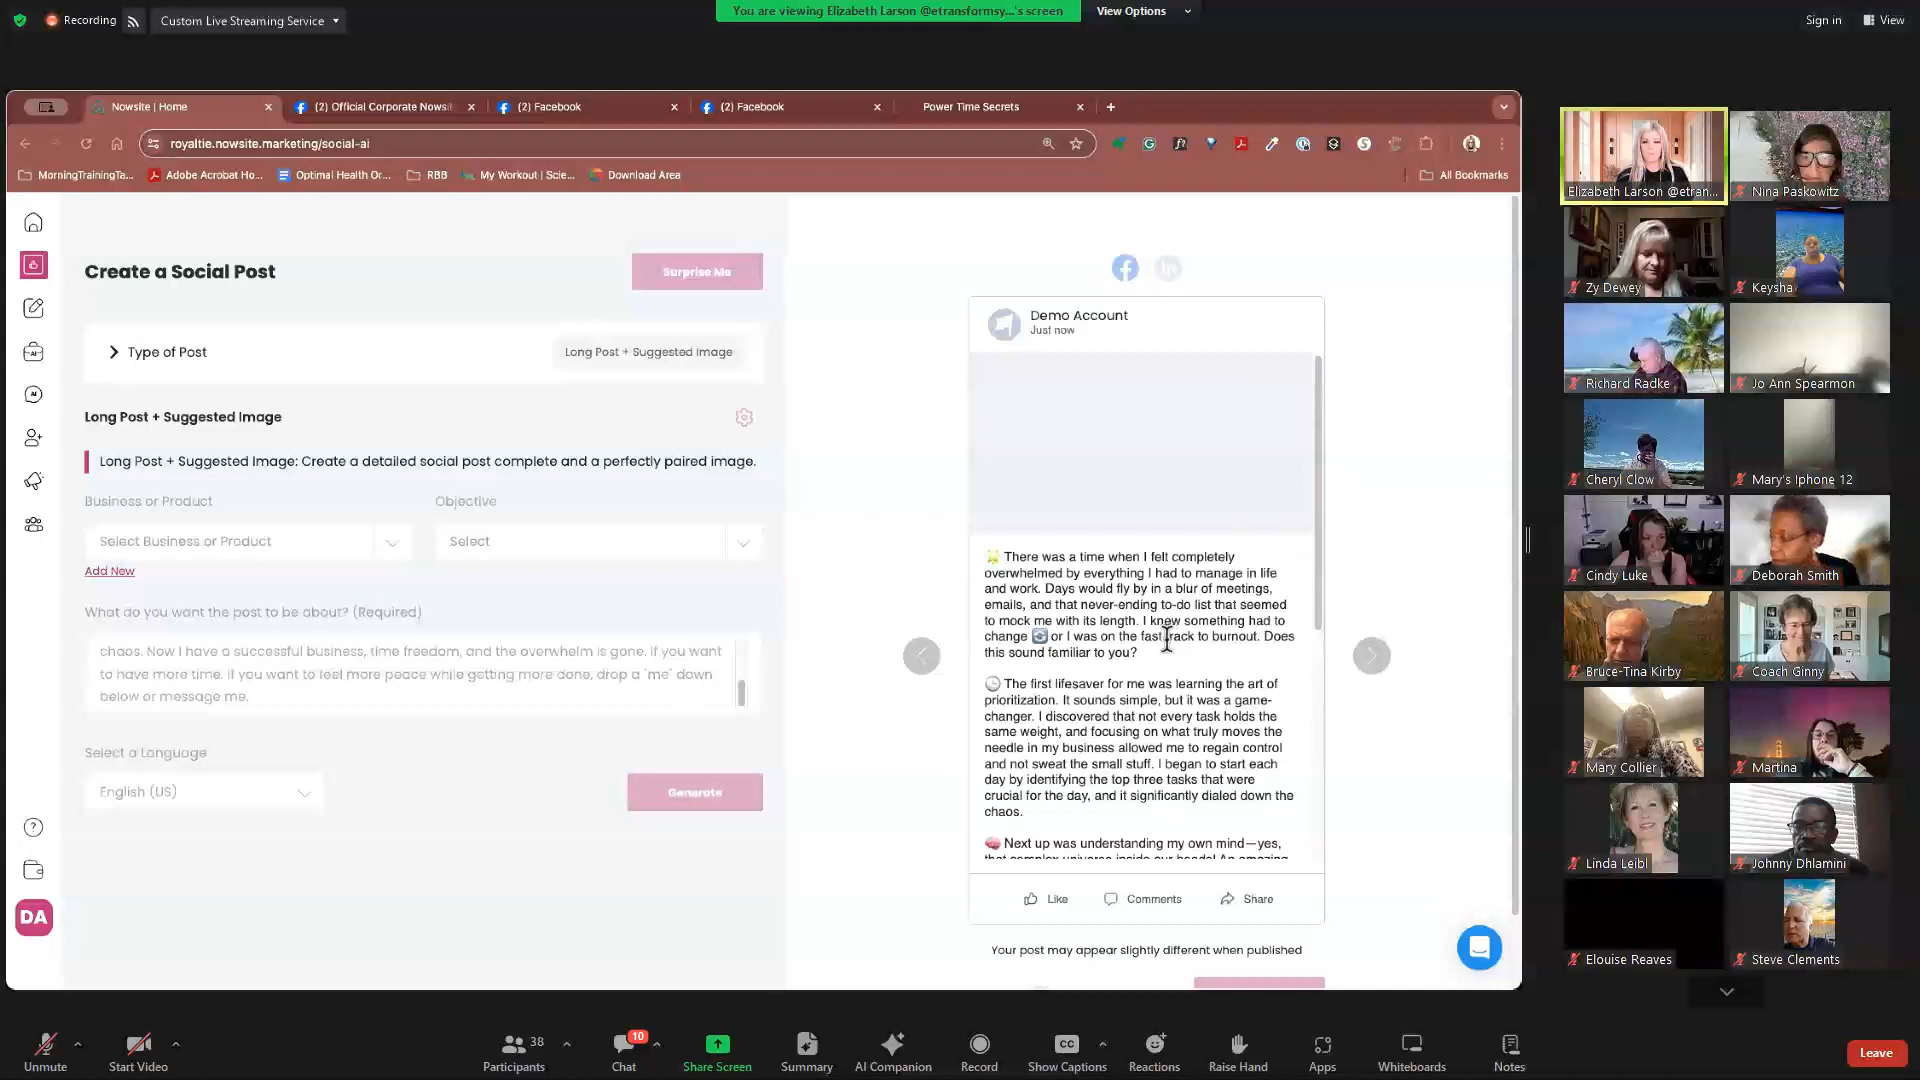 Recording
Custom Live Streaming Service
You are viewing Elizabeth Larson @etransformsy...'s screen
View Options
Sign in
View
Nowsite | Home
(2) Official Corporate Nowsi
(2) Facebook
(2) Facebook
Power Time Secrets
royaltie.nowsite.marketing/social-ai
MorningTrainingTa...
Adobe Acrobat Ho...
Optimal Health Or...
RBB
My Workout | Scie...
Download Area
All Bookmarks
Create a Social Post
Surprise Me
Type of Post
Long Post + Suggested Image
Long Post + Suggested Image
Long Post + Suggested Image: Create a detailed social post complete and a perfectly paired image.
Business or Product
Objective
Select Business or Product
Select
Add New
What do you want the post to be about? (Required)
chaos. Now I have a successful business, time freedom, and the overwhelm is gone. If you want
to have more time. If you want to feel more peace while getting more done, drop a "me" down
below or message me.
Select a Language
English (US)
Generate
DA
Demo Account
Just now
There was a time when I felt completely
overwhelmed by everything I had to manage in life
and work. Days would fly by in a blur of meetings,
emails, and that never-ending to-do list that seemed
to mock me with its length. I knew something had to
change or I was on the fast track to burnout. Does
this sound familiar to you?
The first lifesaver for me was learning the art of
prioritization. It sounds simple, but it was a game-
changer. I discovered that not every task holds the
same weight, and focusing on what truly moves the
needle in my business allowed me to regain control
and not sweat the small stuff. I began to start each
day by identifying the top three tasks that were
crucial for the day, and it significantly dialed down the
chaos.
Next up was understanding my own mind—yes,
that complex universe inside our heads! An amazing
Like
Comments
Share
Your post may appear slightly different when published
Elizabeth Larson @etran...
Nina Paskowitz
Zy Dewey
Keysha
Richard Radke
Jo Ann Spearmon
Cheryl Clow
Mary's Iphone 12
Cindy Luke
Deborah Smith
Bruce-Tina Kirby
Coach Ginny
Mary Collier
Martina
Linda Leibl
Johnny Dhlamini
Elouise Reaves
Steve Clements
Unmute
Start Video
38
Participants
10
Chat
Share Screen
Summary
AI Companion
Record
CC
Show Captions
Reactions
Raise Hand
Apps
Whiteboards
Notes
Leave